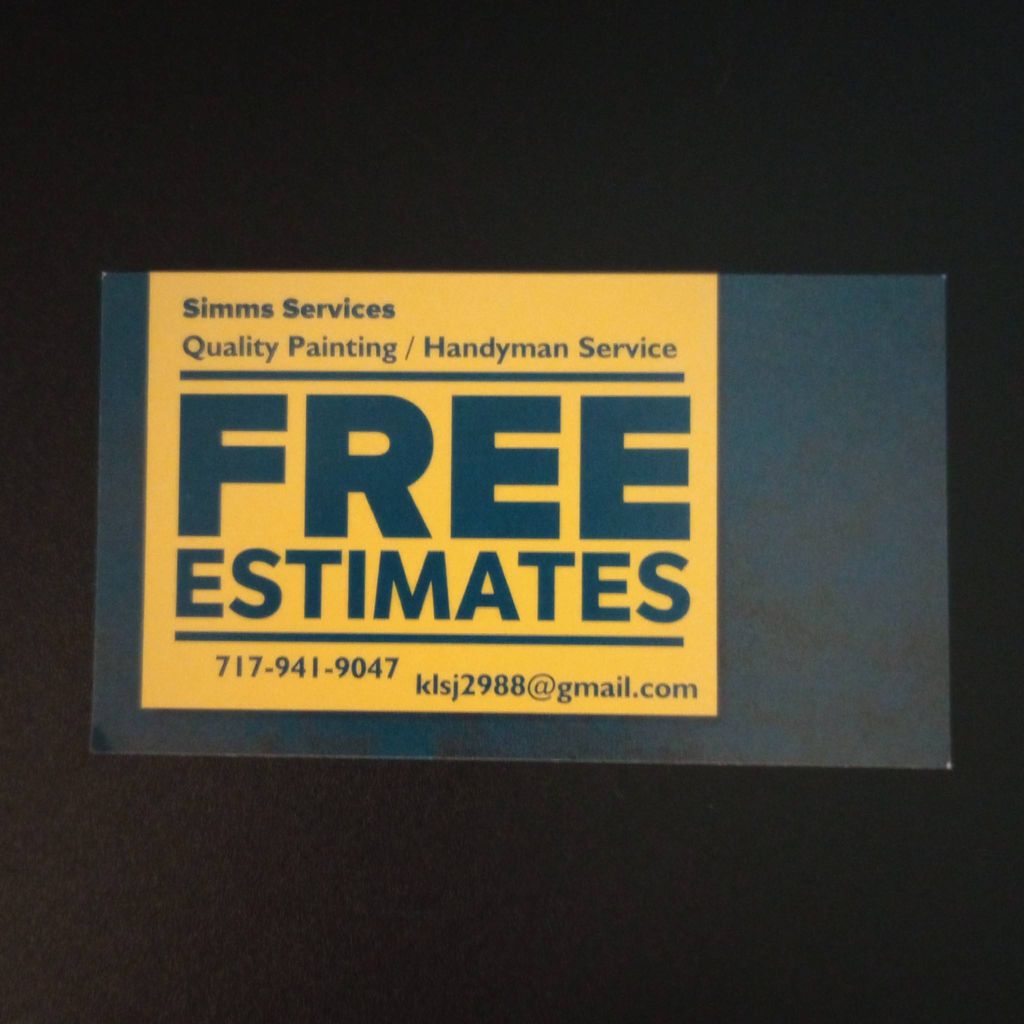 Simms Services
Quality Painting / Handyman Service
FREE
ESTIMATES
717-941-9047
klsj2988@gmail.com